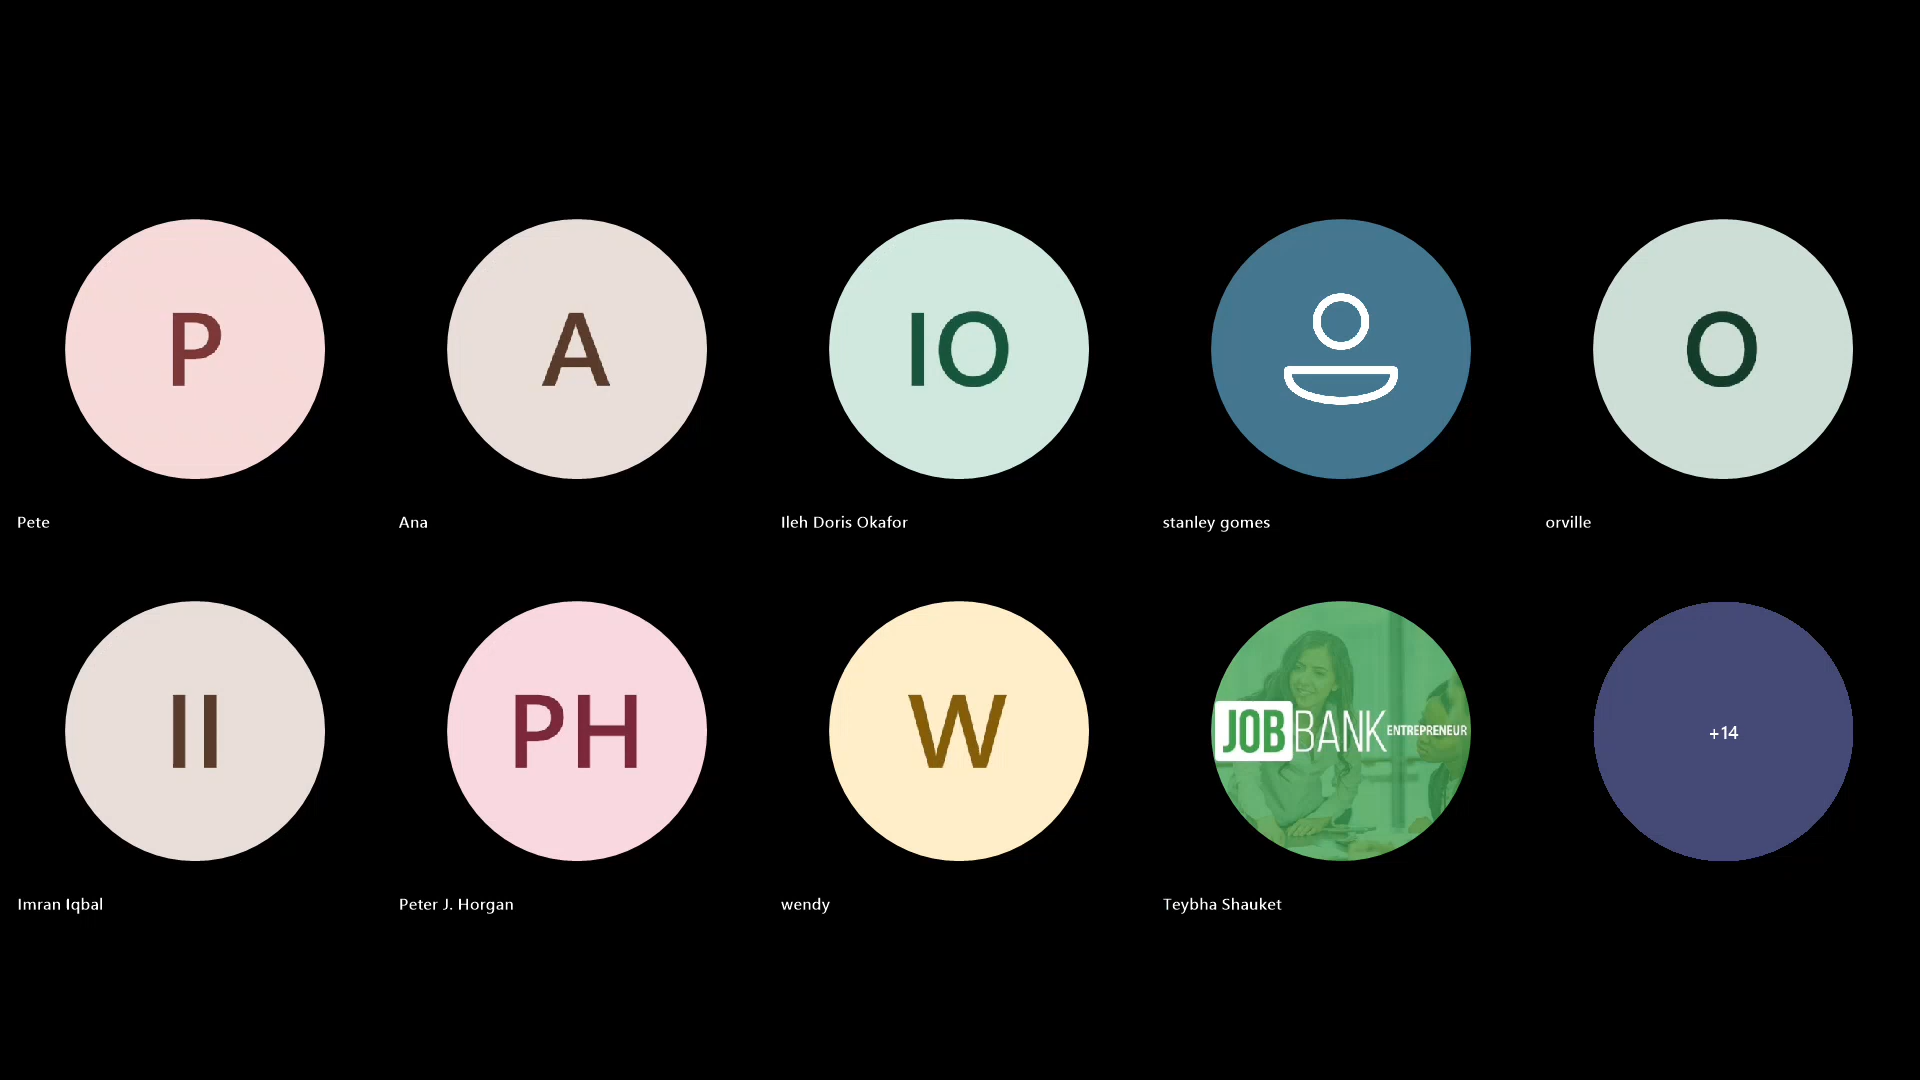 P
A
IO
O
Pete
Ana
Ileh Doris Okafor
stanley gomes
orville
II
PH
W
JOBBANK ENTREPRENEUR
+14
Imran Iqbal
Peter J. Horgan
wendy
Teybha Shauket